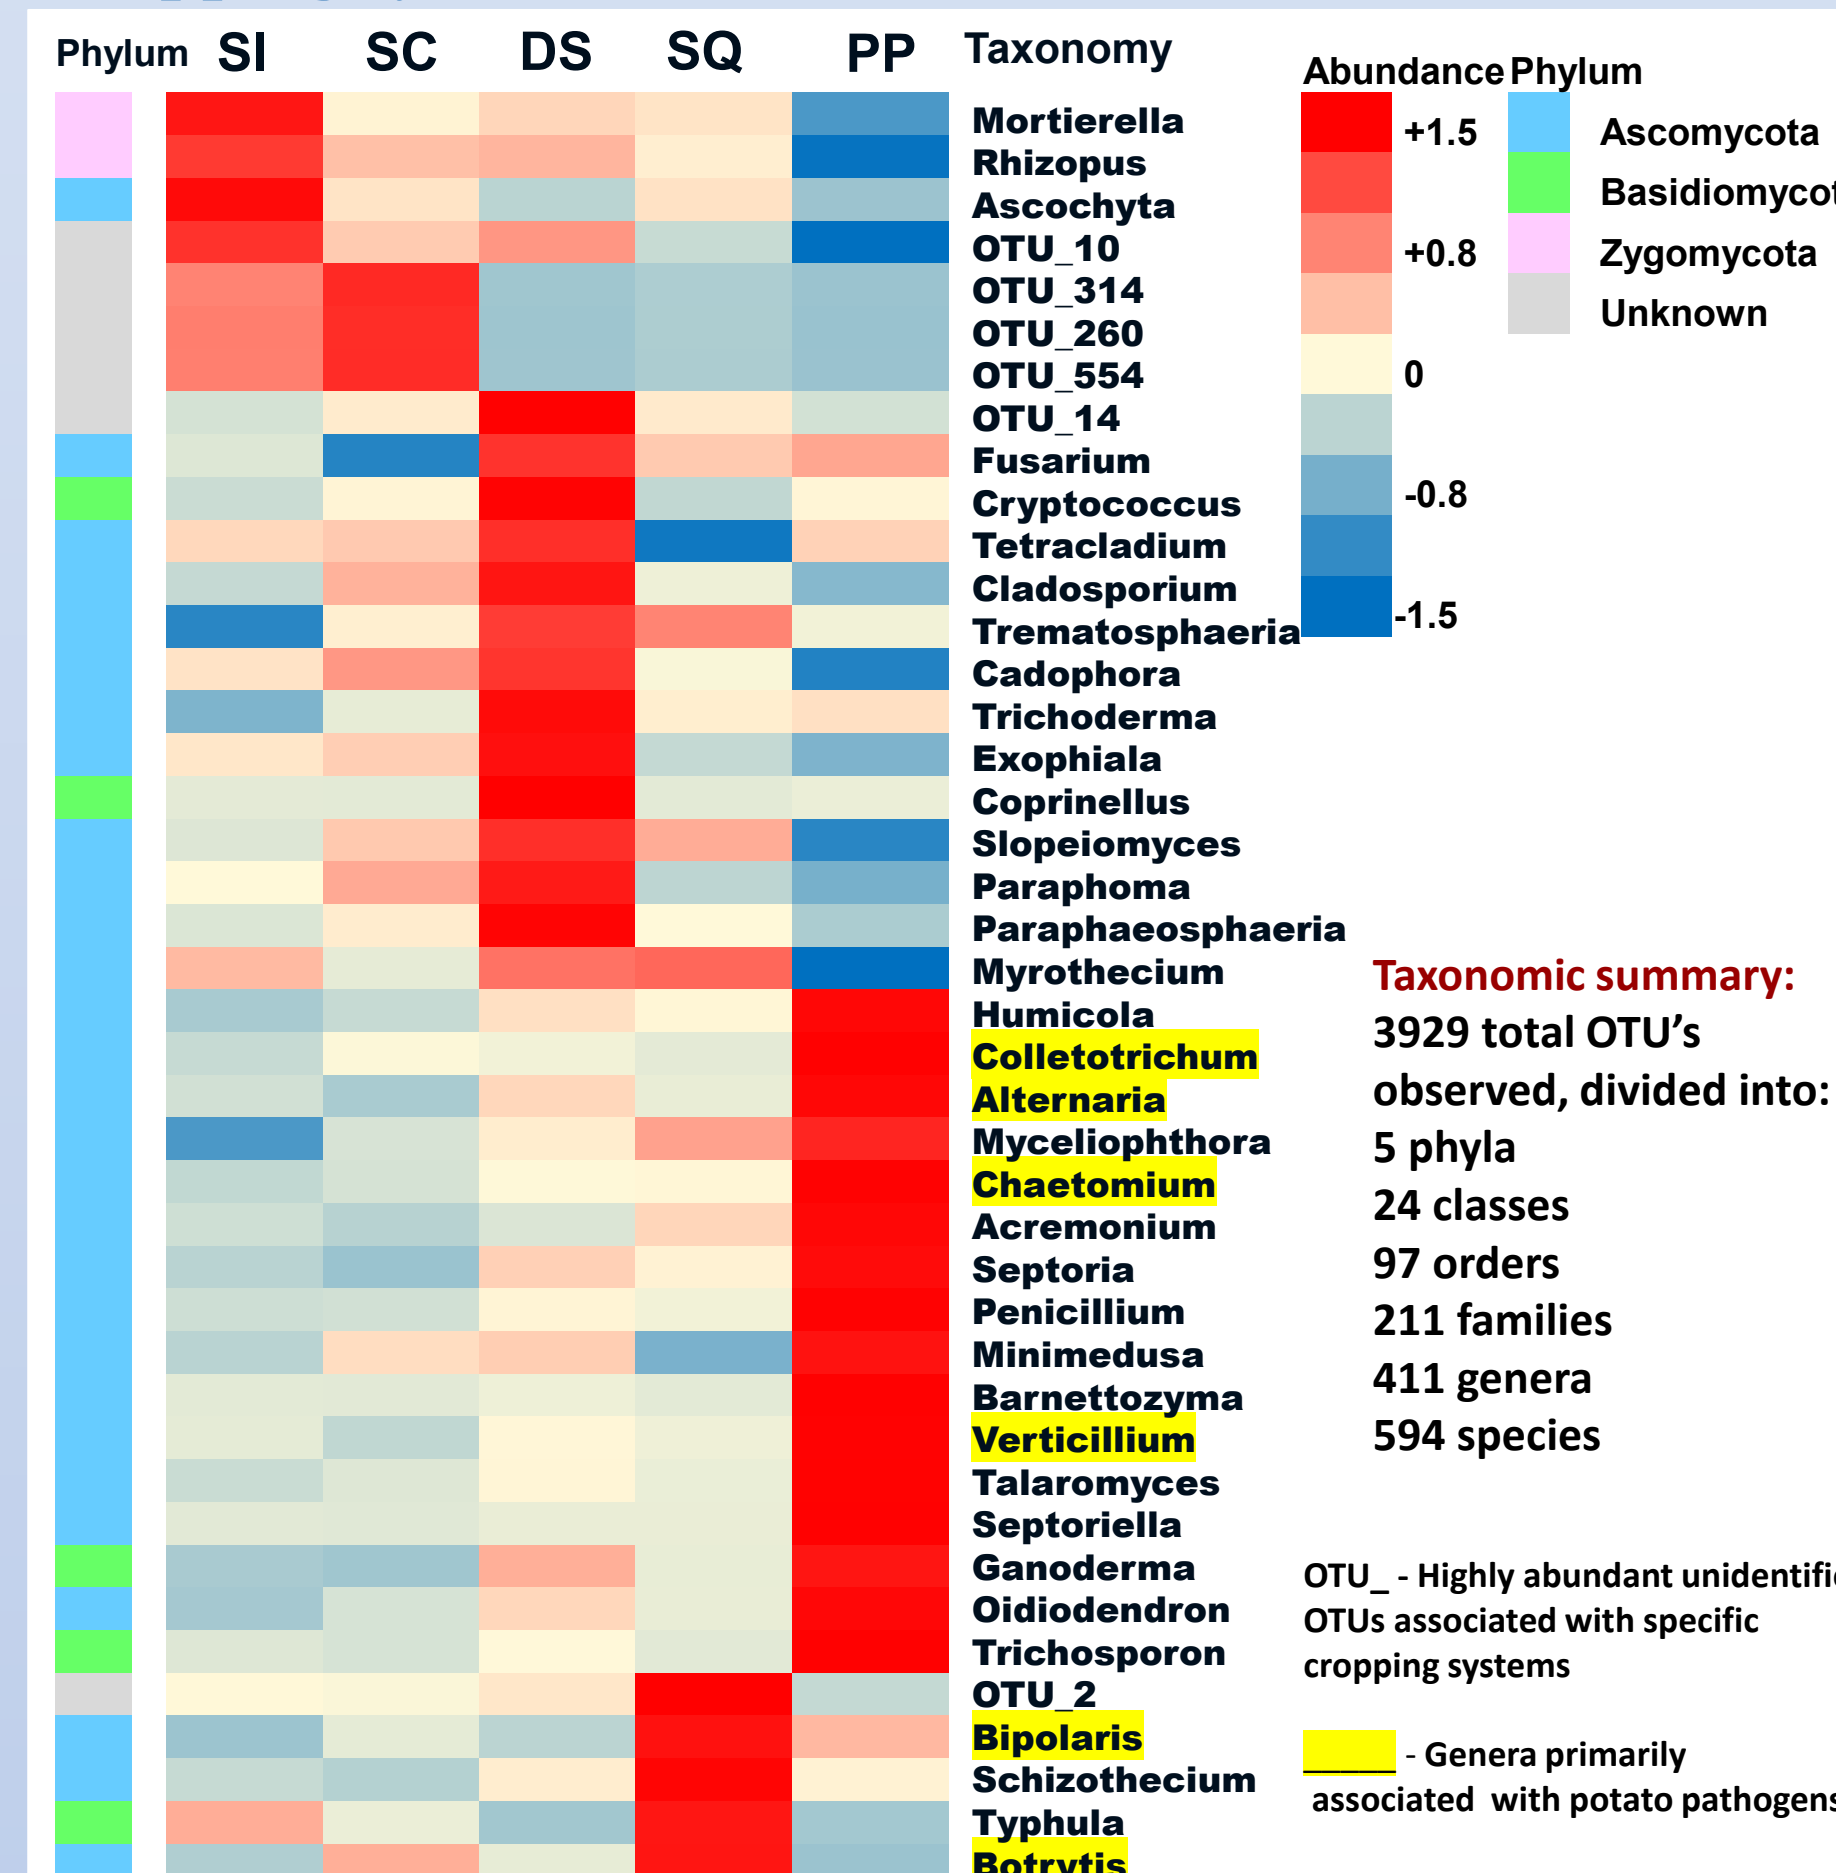 Phylum SI SC DS SQ PP Taxonomy
Mortierella
Rhizopus
Ascochyta
OTU_10
OTU_314
OTU_260
OTU_554
OTU_14
Fusarium
Cryptococcus
Tetracladium
Cladosporium
Trematosphaeria
Cadophora
Trichoderma
Exophiala
Coprinellus
Slopeiomyces
Paraphoma
Paraphaeosphaeria
Myrothecium
Humicola
Colletotrichum
Alternaria
Myceliophthora
Chaetomium
Acremonium
Septoria
Penicillium
Minimedusa
Barnettozyma
Verticillium
Talaromyces
Septoriella
Ganoderma
Oidiodendron
Trichosporon
OTU_2
Bipolaris
Schizothecium
Typhula
Botrytis
Abundance Phylum
+1.5
+0.8
0
-0.8
-1.5
Ascomycota
Basidiomycot
Zygomycota
Unknown
Taxonomic summary:
3929 total OTU’s
observed, divided into:
5 phyla
24 classes
97 orders
211 families
411 genera
594 species
OTU_ - Highly abundant unidentifi
OTUs associated with specific
cropping systems
_____ - Genera primarily
associated with potato pathogens